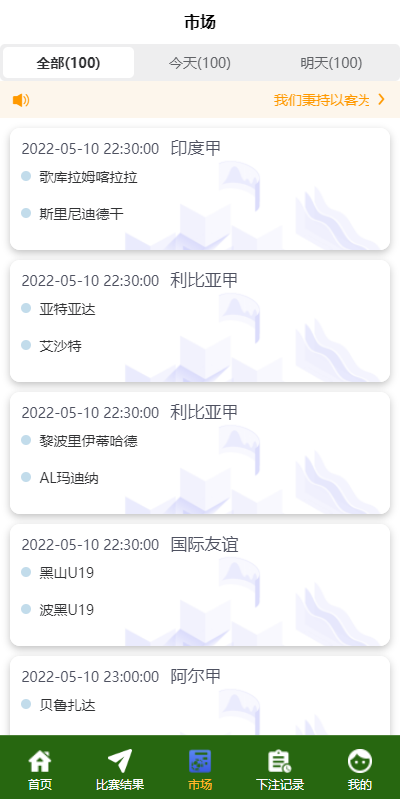 市场
全部(100) 今天(100) 明天(100)
我们秉持以客为
2022-05-10 22:30:00 印度甲
歌库拉姆喀拉拉
斯里尼迪德干
2022-05-10 22:30:00 利比亚甲
亚特亚达
艾沙特
2022-05-10 22:30:00 利比亚甲
黎波里伊蒂哈德
AL玛迪纳
2022-05-10 22:30:00 国际友谊
黑山U19
波黑U19
2022-05-10 23:00:00 阿尔甲
贝鲁扎达
首页 比赛结果 市场 下注记录 我的